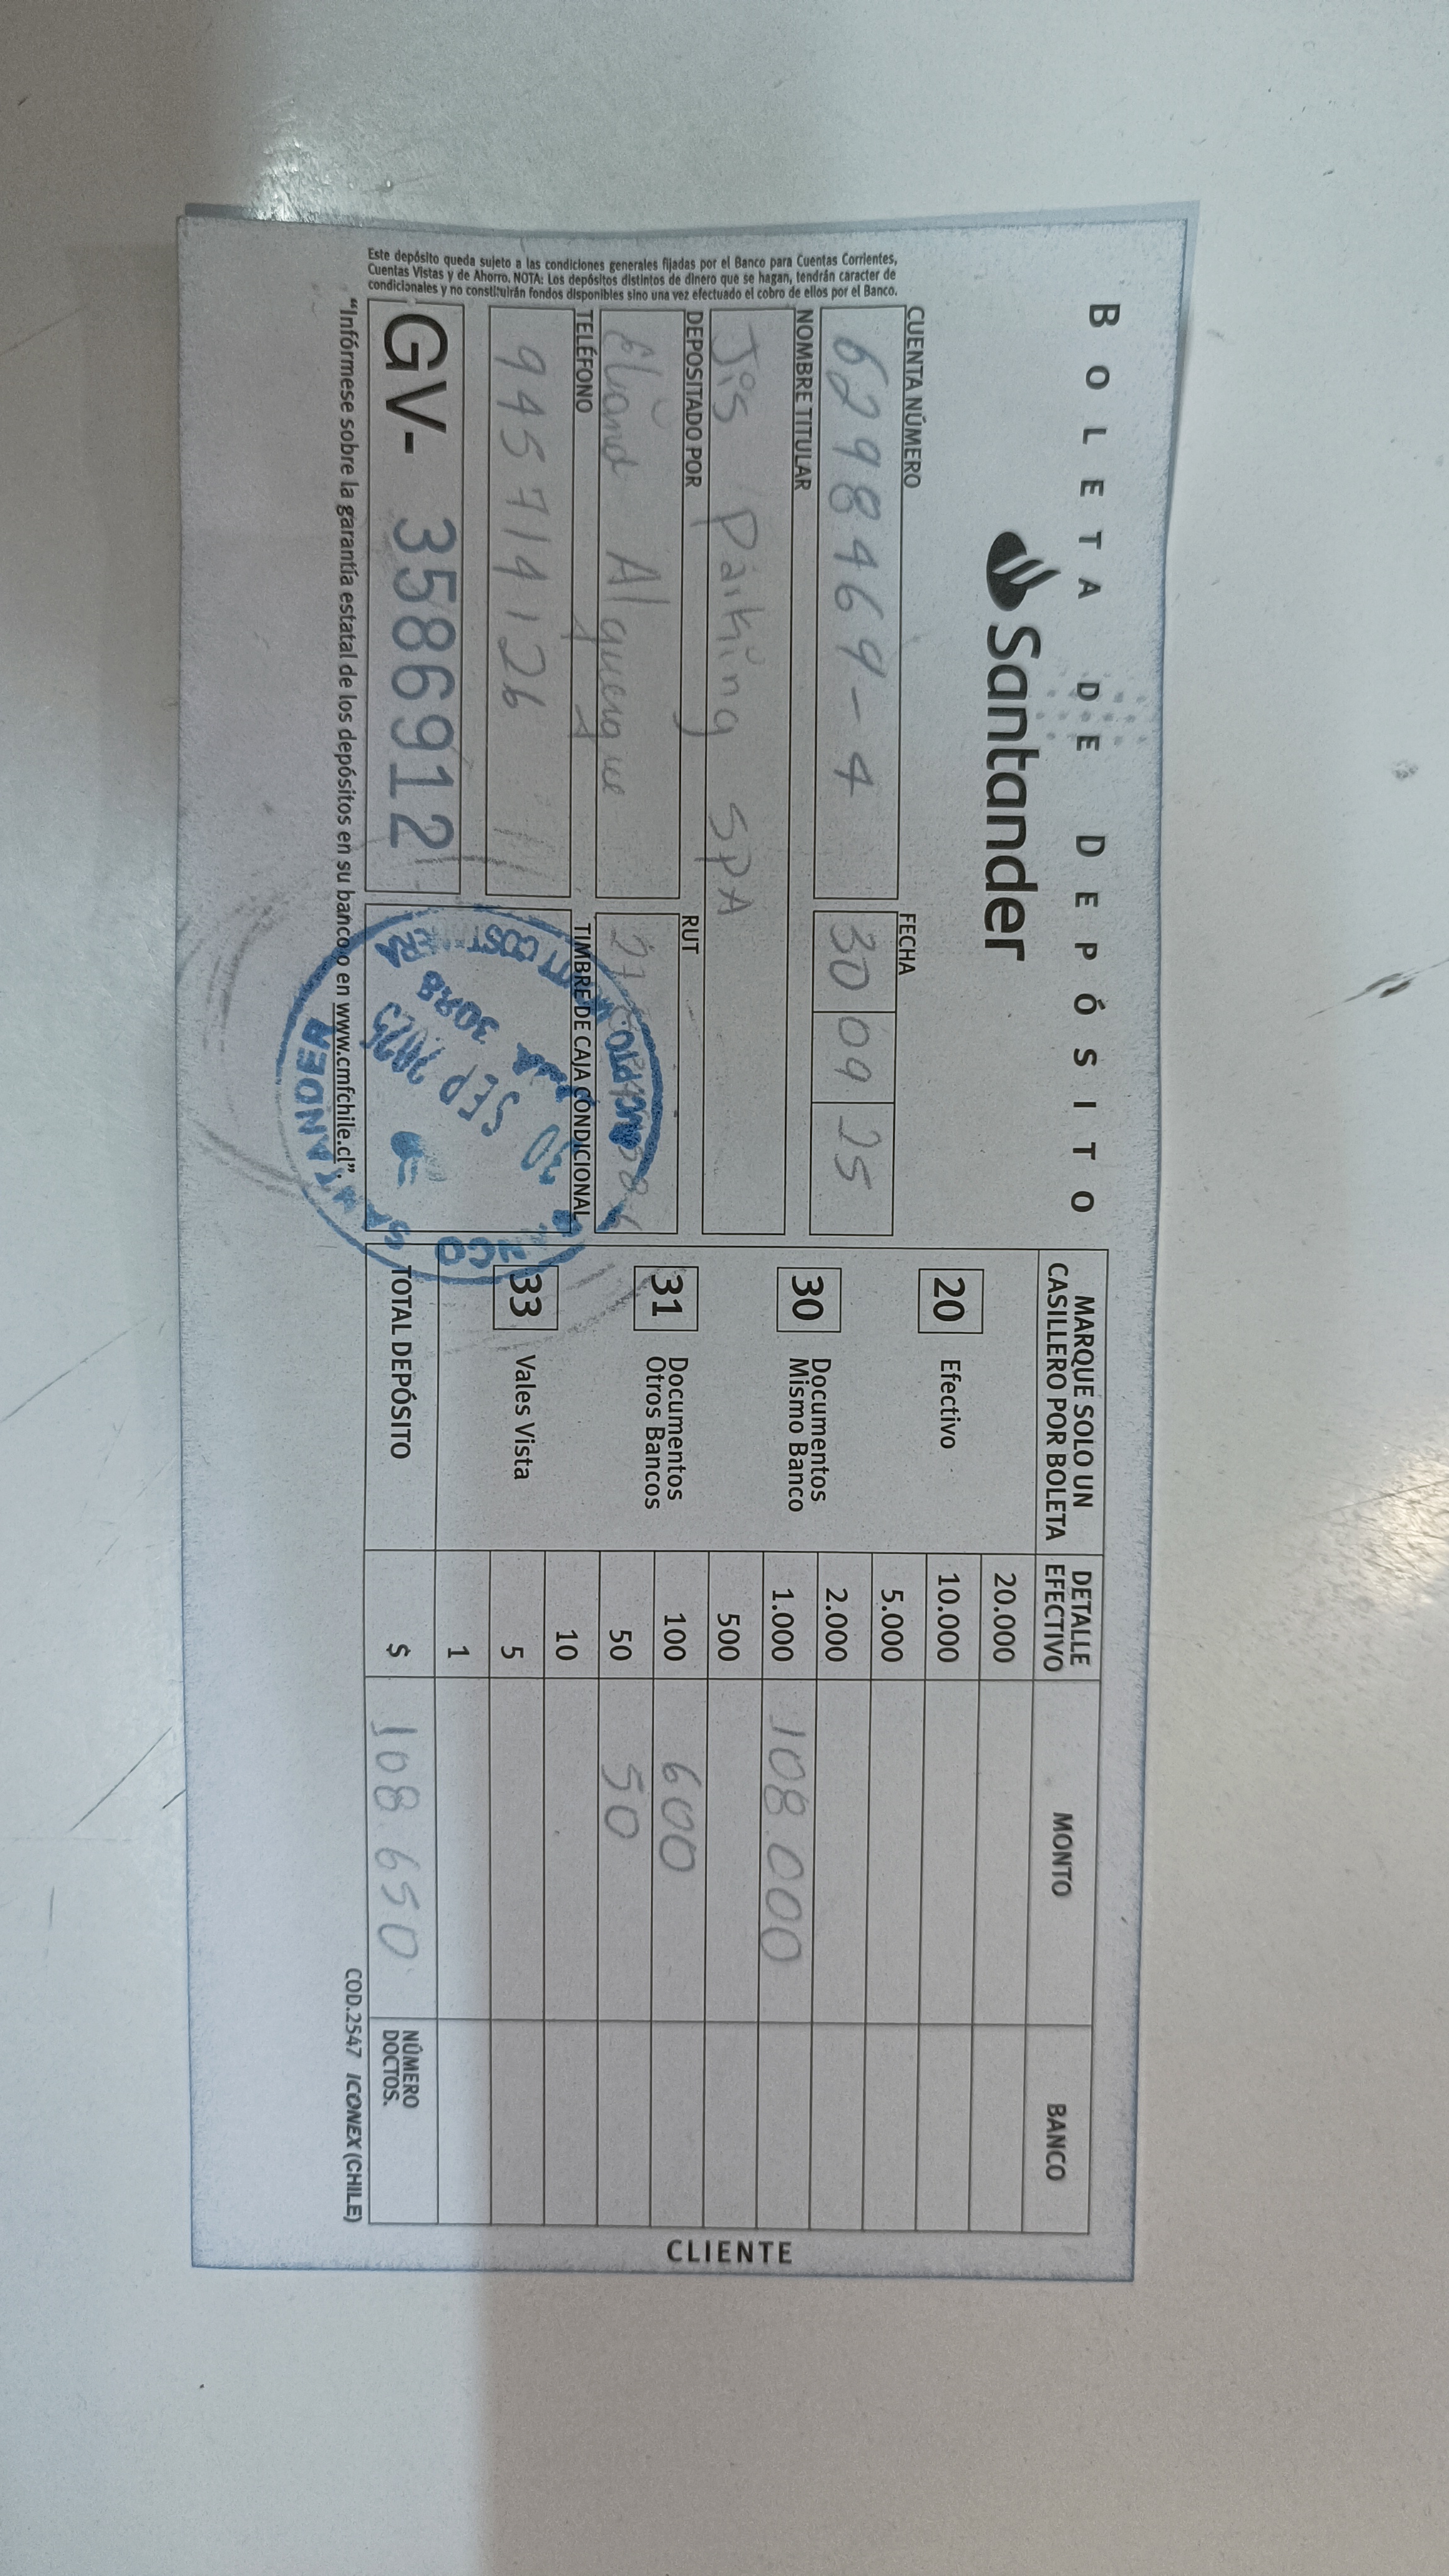 BOLETA DE DEPÓSITO
Santander
CUENTA NÚMERO
62984469-4
FECHA
30 09 25
NOMBRE TITULAR
Jis Parking SPA
DEPOSITADO POR
Alquerque
RUT
TELÉFONO
945714126
TIMBRE DE CAJA CONDICIONAL
30 SEP 2025
GV- 3586912
Este depósito queda sujeto a las condiciones generales fijadas por el Banco para Cuentas Corrientes,
Cuentas Vistas y de Ahorro. NOTA: Los depósitos distintos de dinero que se hagan, tendrán caracter de
condicionales y no constituirán fondos disponibles sino una vez efectuado el cobro de ellos por el Banco.
"Infórmese sobre la garantía estatal de los depósitos en su banco o en www.cmfchile.cl".
MARQUE SOLO UN
CASILLERO POR BOLETA
DETALLE
EFECTIVO
MONTO
BANCO
20 Efectivo
30 Documentos
Mismo Banco
31 Documentos
Otros Bancos
33 Vales Vista
20.000
10.000
5.000
2.000
1.000 108.000
500
100 600
50 50
10
5
1
TOTAL DEPÓSITO $ 108.650
NÚMERO
DOCTOS.
COD.2547 ICONEX (CHILE)
CLIENTE